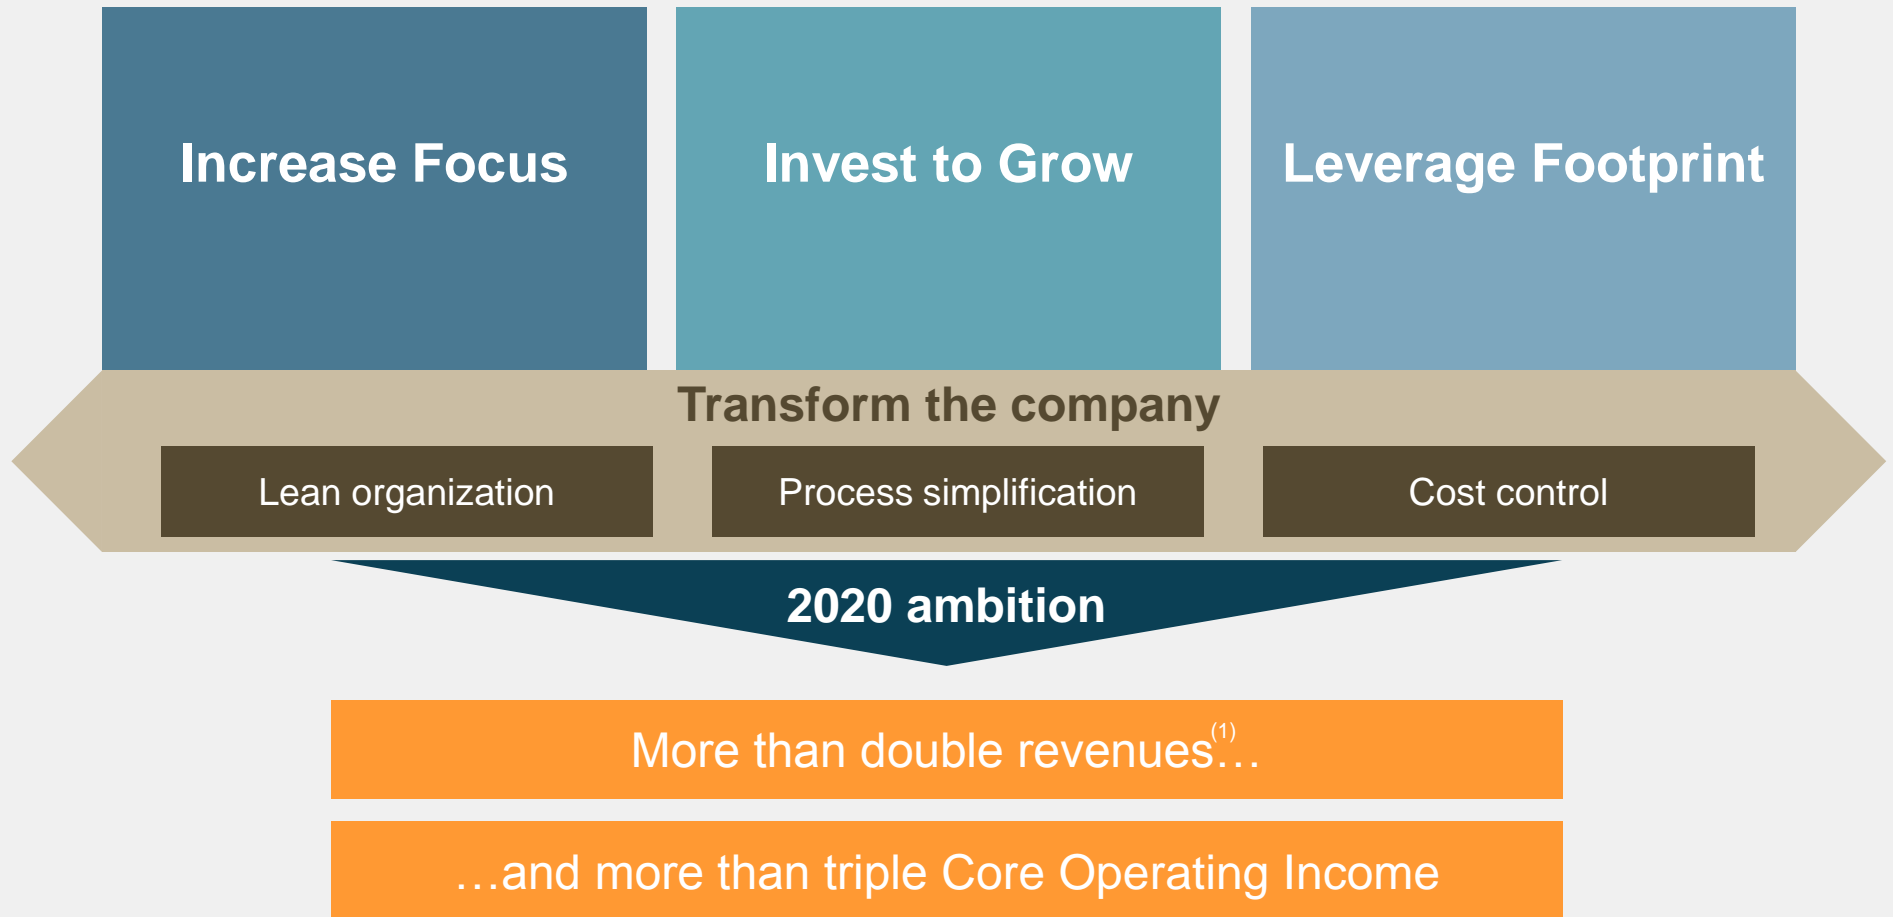 Increase Focus
Invest to Grow
Leverage Footprint
Transform the company
Lean organization
Process simplification
Cost control
2020 ambition
More than double revenues(1)…
…and more than triple Core Operating Income